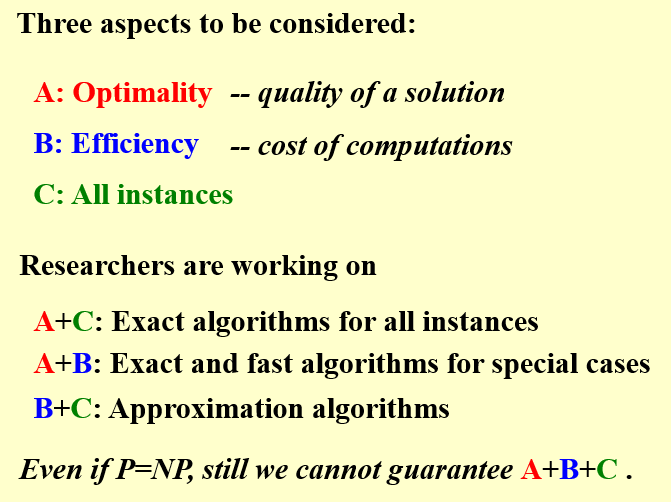 Three aspects to be considered:
A: Optimality -- quality of a solution
B: Efficiency -- cost of computations
C: All instances
Researchers are working on
A+C: Exact algorithms for all instances
A+B: Exact and fast algorithms for special cases
B+C: Approximation algorithms
Even if P=NP, still we cannot guarantee A+B+C .